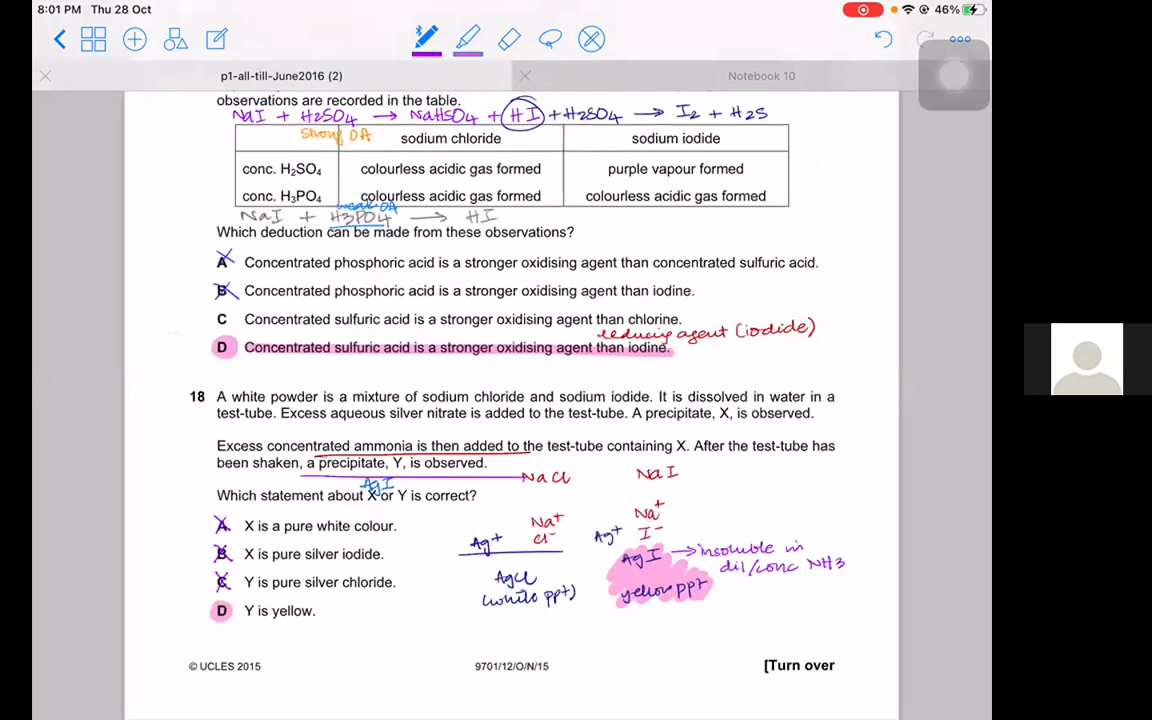 8:01 PM Thu 28 Oct
46%
p1-all-till-June2016 (2)
Notebook 10
observations are recorded in the table.
NaI + H2SO4 → NaHSO4 + HI + H2SO4 → I2 + H2S
strong OA
sodium chloride sodium iodide
conc. H2SO4 colourless acidic gas formed purple vapour formed
conc. H3PO4 colourless acidic gas formed colourless acidic gas formed
weak OA
NaI + H3PO4 → HI
Which deduction can be made from these observations?
A Concentrated phosphoric acid is a stronger oxidising agent than concentrated sulfuric acid.
B Concentrated phosphoric acid is a stronger oxidising agent than iodine.
C Concentrated sulfuric acid is a stronger oxidising agent than chlorine.
reducing agent (iodide)
D Concentrated sulfuric acid is a stronger oxidising agent than iodine.
18 A white powder is a mixture of sodium chloride and sodium iodide. It is dissolved in water in a
test-tube. Excess aqueous silver nitrate is added to the test-tube. A precipitate, X, is observed.
Excess concentrated ammonia is then added to the test-tube containing X. After the test-tube has
been shaken, a precipitate, Y, is observed.
NaCl NaI
AgI
Which statement about X or Y is correct?
A X is a pure white colour.
B X is pure silver iodide.
C Y is pure silver chloride.
D Y is yellow.
Na+ Na+
Ag+ Cl- Ag+ I-
AgCl AgI → insoluble in
dil/conc NH3
(white ppt) yellow ppt
© UCLES 2015 9701/12/O/N/15 [Turn over